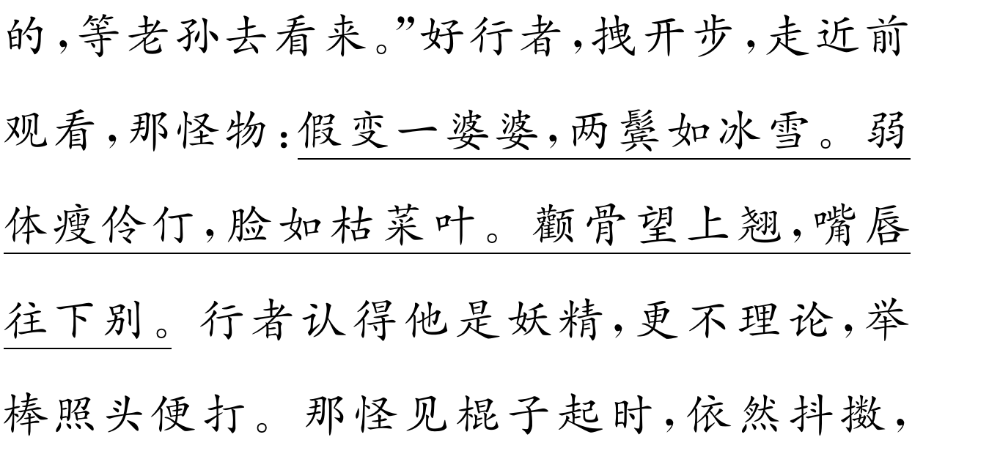 的，等老孙去看来。”好行者，拽开步，走近前
观看，那怪物：假变一婆婆，两鬓如冰雪。弱
体瘦伶仃，脸如枯菜叶。颧骨望上翘，嘴唇
往下别。行者认得他是妖精，更不理论，举
棒照头便打。那怪见棍子起时，依然抖擞，